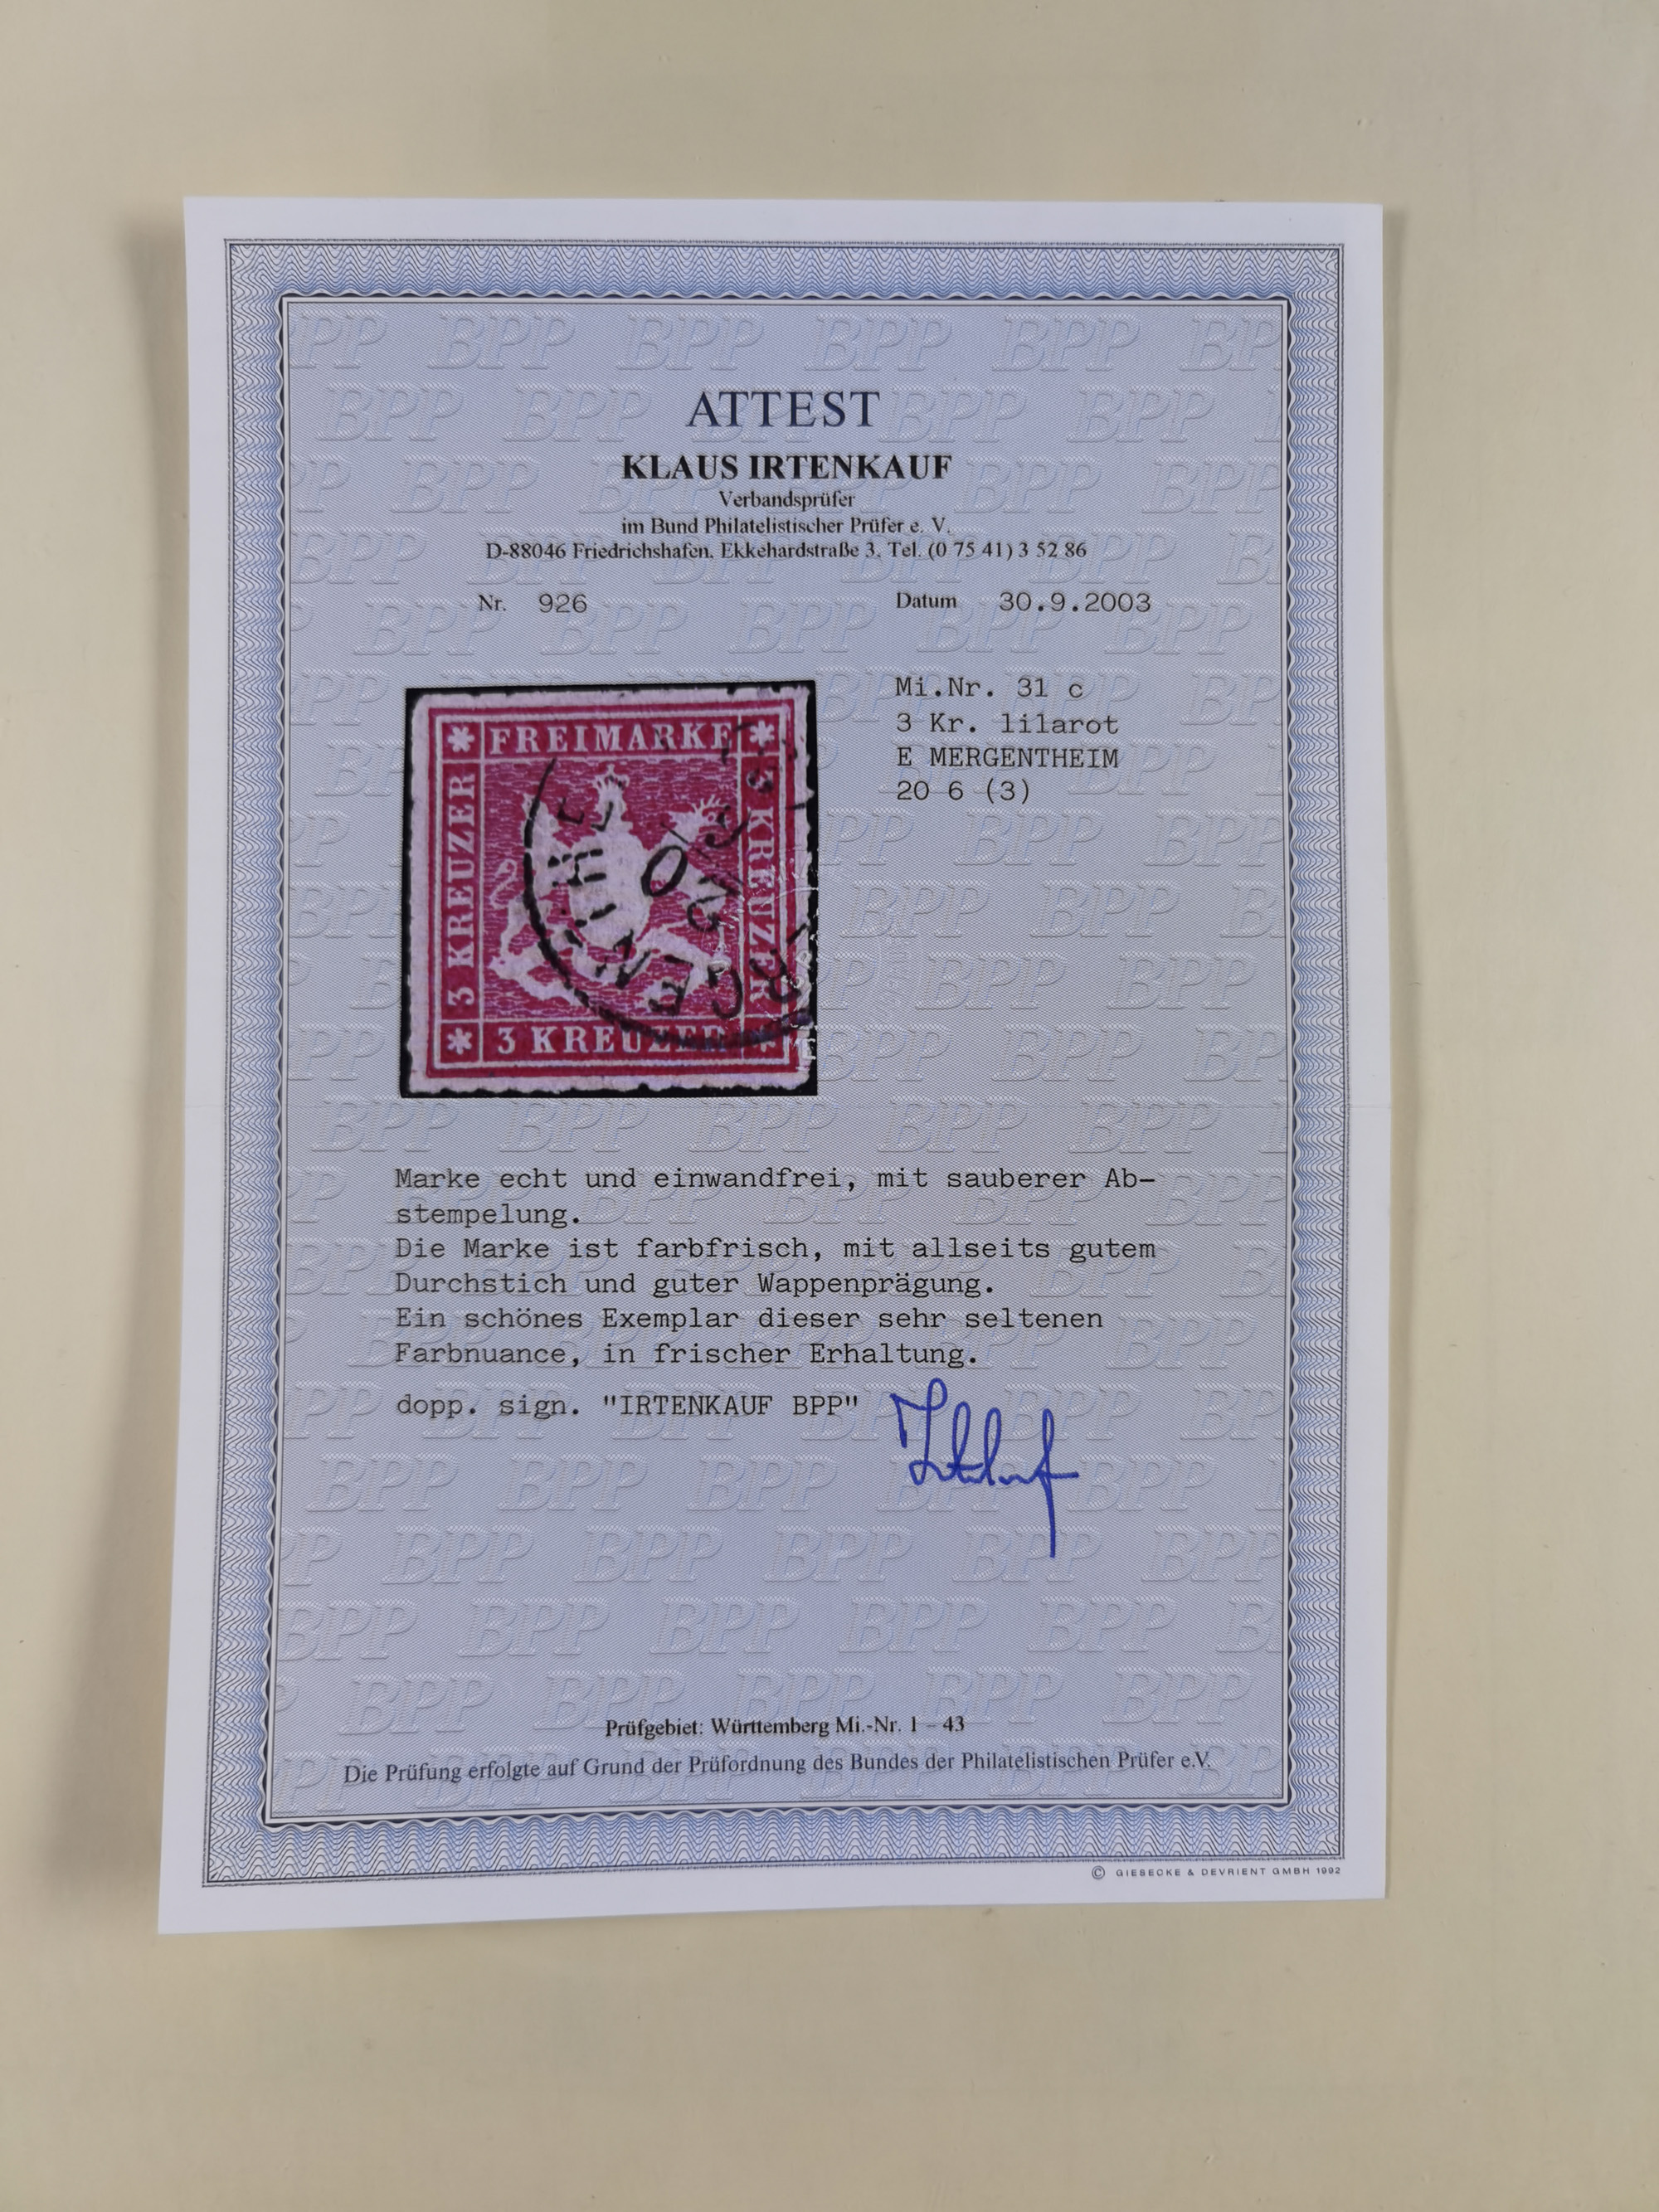 ATTEST
KLAUS IRTENKAUF
Verbandsprüfer
im Bund Philatelistischer Prüfer e. V.
D-88046 Friedrichshafen, Ekkehardstraße 3, Tel. (0 75 41) 3 52 86
Nr. 926 Datum 30.9.2003
Mi.Nr. 31 c
3 Kr. lilarot
E MERGENTHEIM
20 6 (3)
FREIMARKE
3 KREUZER
3 KREUZER
3 KREUZER
Marke echt und einwandfrei, mit sauberer Ab-
stempelung.
Die Marke ist farbfrisch, mit allseits gutem
Durchstich und guter Wappenprägung.
Ein schönes Exemplar dieser sehr seltenen
Farbnuance, in frischer Erhaltung.
dopp. sign. "IRTENKAUF BPP"
Prüfgebiet: Württemberg Mi.-Nr. 1 – 43
Die Prüfung erfolgte auf Grund der Prüfordnung des Bundes der Philatelistischen Prüfer e.V.
© GIESECKE & DEVRIENT GMBH 1992